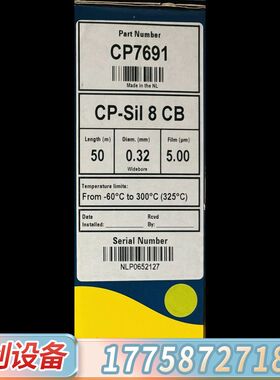 Part Number
CP7691
Made in the NL
CP-Sil 8 CB
Length (m) Diam. (mm) Film (µm)
50 0.32 5.00
Widebore
Temperature limits:
From -60°C to 300°C (325°C)
Date Rcvd
Installed: By:
Serial Number
NLP0652127
创设备 17758727218